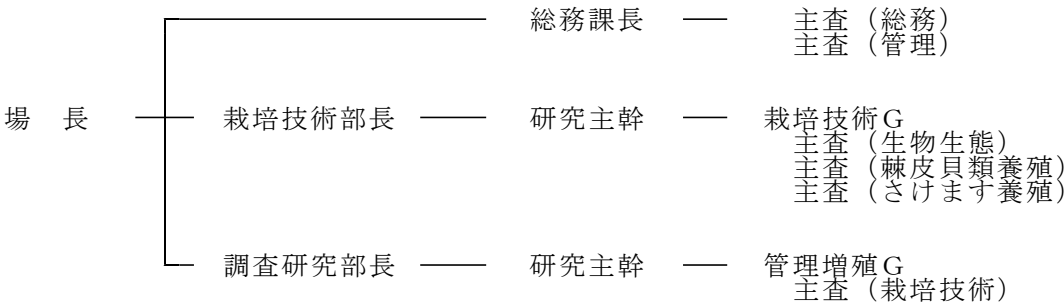 総務課長 主査（総務）
主査（管理）
場　長 栽培技術部長 研究主幹 栽培技術Ｇ
主査（生物生態）
主査（棘皮貝類養殖）
主査（さけます養殖）
調査研究部長 研究主幹 管理増殖Ｇ
主査（栽培技術）